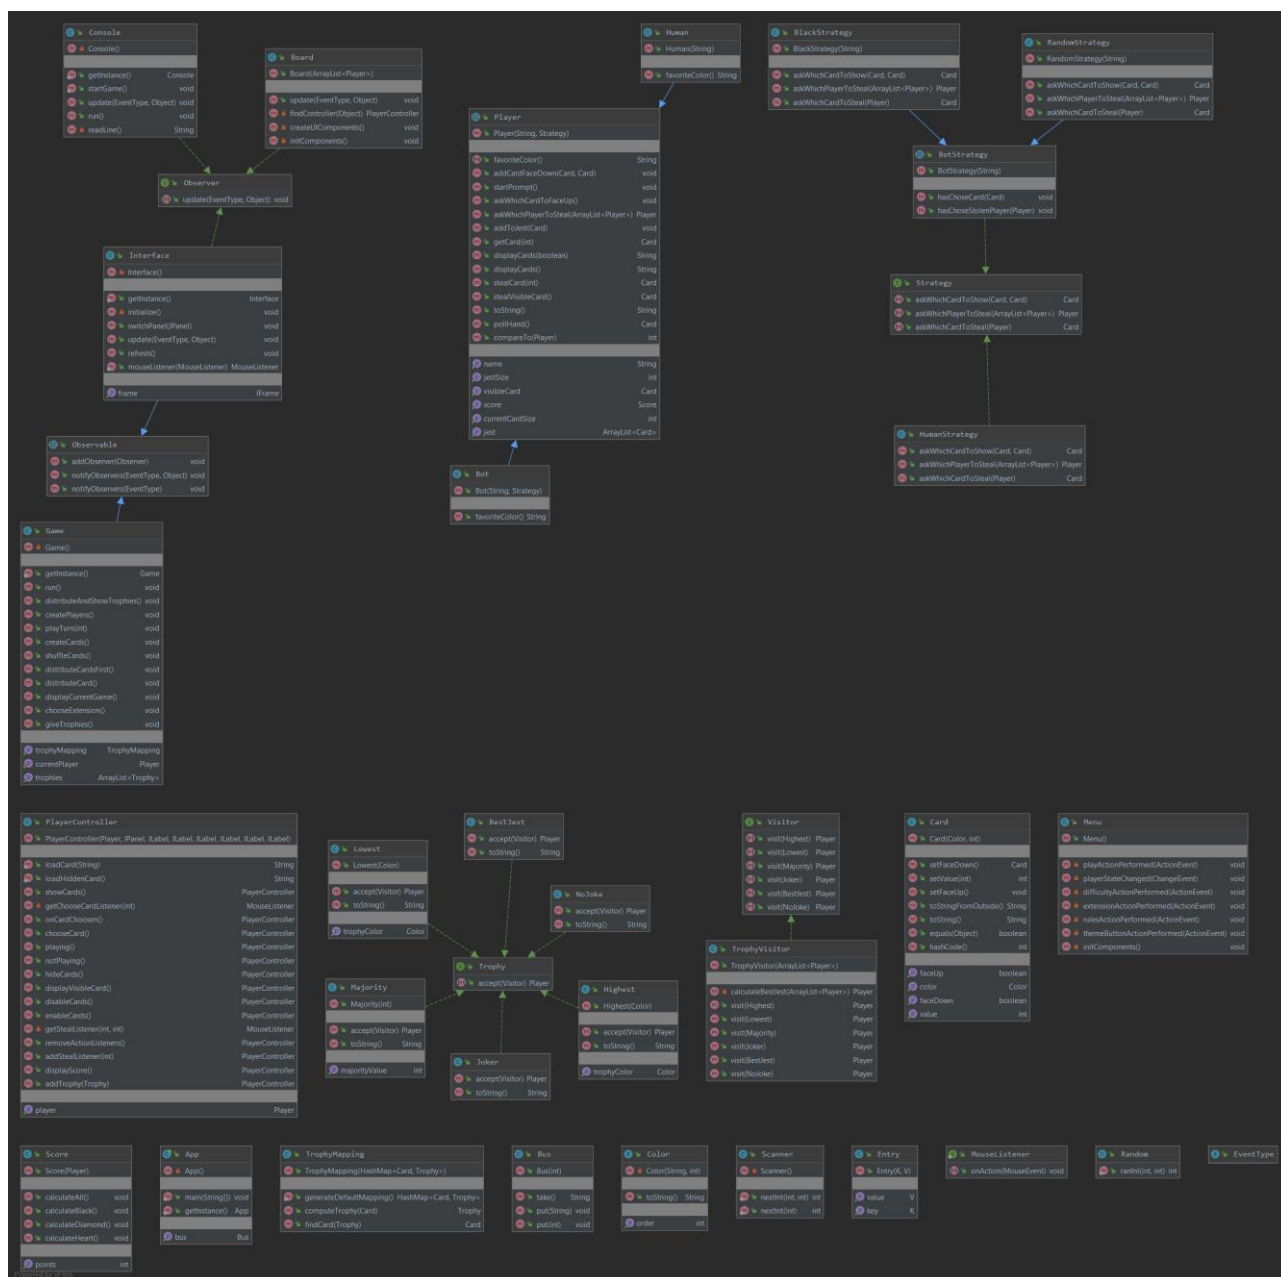 Console
Console()
getInstance() Console
startGame() void
update(EventType, Object) void
run() void
readLine() String
Board
Board(ArrayList<Player>)
update(EventType, Object) void
findController(Object) PlayerController
createUIComponents() void
initComponents() void
Observer
update(EventType, Object) void
Interface
Interface()
getInstance() Interface
initialize() void
switchPanel(JPanel) void
update(EventType, Object) void
refresh() void
mouseListener(MouseListener) MouseListener
frame JFrame
Observable
addObserver(Observer) void
notifyObservers(EventType, Object) void
notifyObservers(EventType) void
Game
Game()
getInstance() Game
run() void
distributeAndShowTrophies() void
createPlayers() void
playTurn(int) void
createCards() void
shuffleCards() void
distributeCardsFirst() void
distributeCard() void
displayCurrentGame() void
chooseExtension() void
giveTrophies() void
trophyMapping TrophyMapping
currentPlayer Player
trophies ArrayList<Trophy>
Human
Human(String)
favoriteColor() String
Player
Player(String, Strategy)
favoriteColor() String
addCardFaceDown(Card, Card) void
startPrompt() void
askWhichCardToFaceUp() void
askWhichPlayerToSteal(ArrayList<Player>) Player
addToJest(Card) void
getCard(int) Card
displayCards(boolean) String
displayCards() String
stealCard(int) Card
stealVisibleCard() Card
toString() String
pollHand() Card
compareTo(Player) int
name String
jestSize int
visibleCard Card
score Score
currentCardSize int
jest ArrayList<Card>
Bot
Bot(String, Strategy)
favoriteColor() String
BlackStrategy
BlackStrategy(String)
askWhichCardToShow(Card, Card) Card
askWhichPlayerToSteal(ArrayList<Player>) Player
askWhichCardToSteal(Player) Card
RandomStrategy
RandomStrategy(String)
askWhichCardToShow(Card, Card) Card
askWhichPlayerToSteal(ArrayList<Player>) Player
askWhichCardToSteal(Player) Card
BotStrategy
BotStrategy(String)
hasChoseCard(Card) void
hasChoseStolenPlayer(Player) void
Strategy
askWhichCardToShow(Card, Card) Card
askWhichPlayerToSteal(ArrayList<Player>) Player
askWhichCardToSteal(Player) Card
HumanStrategy
askWhichCardToShow(Card, Card) Card
askWhichPlayerToSteal(ArrayList<Player>) Player
askWhichCardToSteal(Player) Card
PlayerController
PlayerController(Player, JPanel, JLabel, JLabel, JLabel, JLabel, JLabel, JLabel)
loadCard(String) String
loadHiddenCard() String
showCards() PlayerController
getChooseCardListener(int) MouseListener
onCardChoosen() PlayerController
chooseCard() PlayerController
playing() PlayerController
notPlaying() PlayerController
hideCards() PlayerController
displayVisibleCard() PlayerController
disableCards() PlayerController
enableCards() PlayerController
getStealListener(int, int) MouseListener
removeActionListeners() PlayerController
addStealListener(int) PlayerController
displayScore() PlayerController
addTrophy(Trophy) PlayerController
player Player
Lowest
Lowest(Color)
accept(Visitor) Player
toString() String
trophyColor Color
BestJest
accept(Visitor) Player
toString() String
NoJoke
accept(Visitor) Player
toString() String
Trophy
accept(Visitor) Player
Majority
Majority(int)
accept(Visitor) Player
toString() String
majorityValue int
Joker
accept(Visitor) Player
toString() String
Highest
Highest(Color)
accept(Visitor) Player
toString() String
trophyColor Color
Visitor
visit(Highest) Player
visit(Lowest) Player
visit(Majority) Player
visit(Joker) Player
visit(BestJest) Player
visit(NoJoke) Player
TrophyVisitor
TrophyVisitor(ArrayList<Player>)
calculateBestJest(ArrayList<Player>) Player
visit(Highest) Player
visit(Lowest) Player
visit(Majority) Player
visit(Joker) Player
visit(BestJest) Player
visit(NoJoke) Player
Card
Card(Color, int)
setFaceDown() Card
setValue(int) int
setFaceUp() void
toStringFromOutside() String
toString() String
equals(Object) boolean
hashCode() int
faceUp boolean
color Color
faceDown boolean
value int
Menu
Menu()
playActionPerformed(ActionEvent) void
playerStateChanged(ChangeEvent) void
difficultyActionPerformed(ActionEvent) void
extensionActionPerformed(ActionEvent) void
rulesActionPerformed(ActionEvent) void
themeButtonActionPerformed(ActionEvent) void
initComponents() void
Score
Score(Player)
calculateAll() void
calculateBlack() void
calculateDiamond() void
calculateHeart() void
points int
App
App()
main(String[]) void
getInstance() App
bus Bus
TrophyMapping
TrophyMapping(HashMap<Card, Trophy>)
generateDefaultMapping() HashMap<Card, Trophy>
computeTrophy(Card) Trophy
findCard(Trophy) Card
Bus
Bus(int)
take() String
put(String) void
put(int) void
Color
Color(String, int)
toString() String
order int
Scanner
Scanner()
nextInt(int, int) int
nextInt(int) int
Entry
Entry(K, V)
value V
key K
MouseListener
onAction(MouseEvent) void
Random
ranInt(int, int) int
EventType